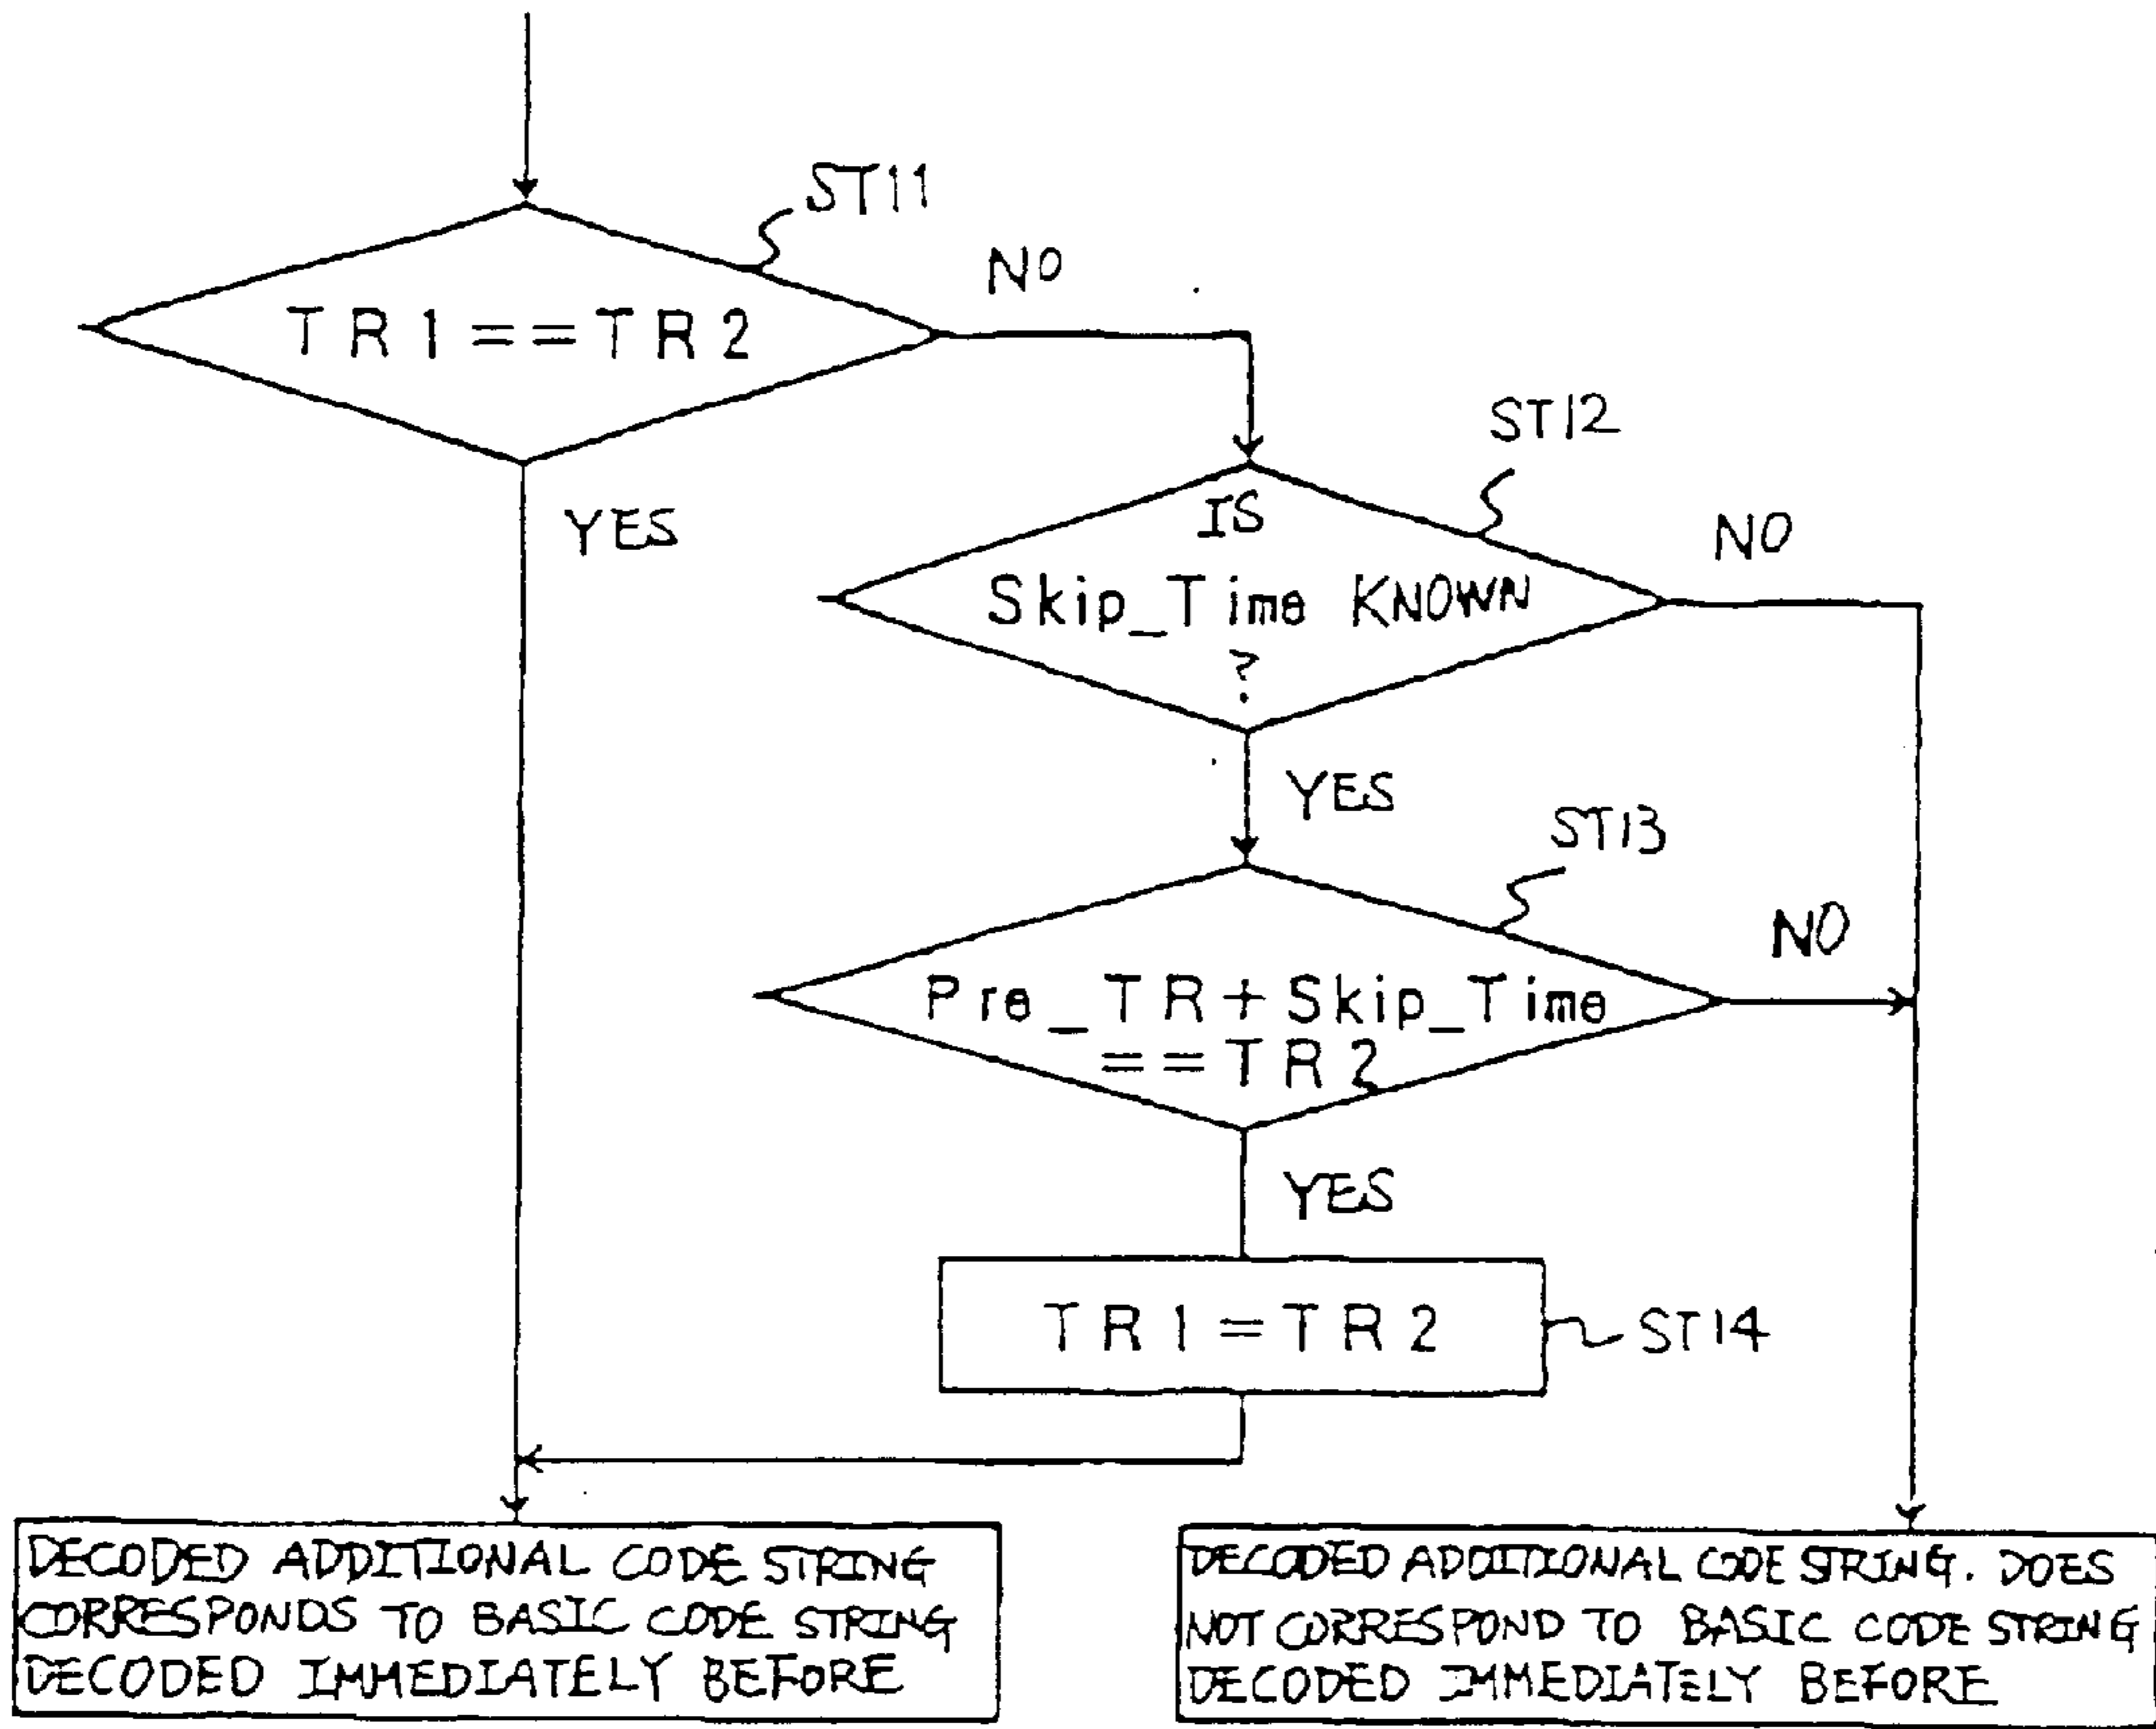 ST11
NO
TR1==TR2
YES
ST12
IS
Skip_Time KNOWN
?
NO
YES
ST13
NO
Pre_TR+Skip_Time
==TR2
YES
TR1=TR2
ST14
DECODED ADDITIONAL CODE STRING
CORRESPONDS TO BASIC CODE STRING
DECODED IMMEDIATELY BEFORE
DECODED ADDITIONAL CODE STRING. DOES
NOT CORRESPOND TO BASIC CODE STRING
DECODED IMMEDIATELY BEFORE